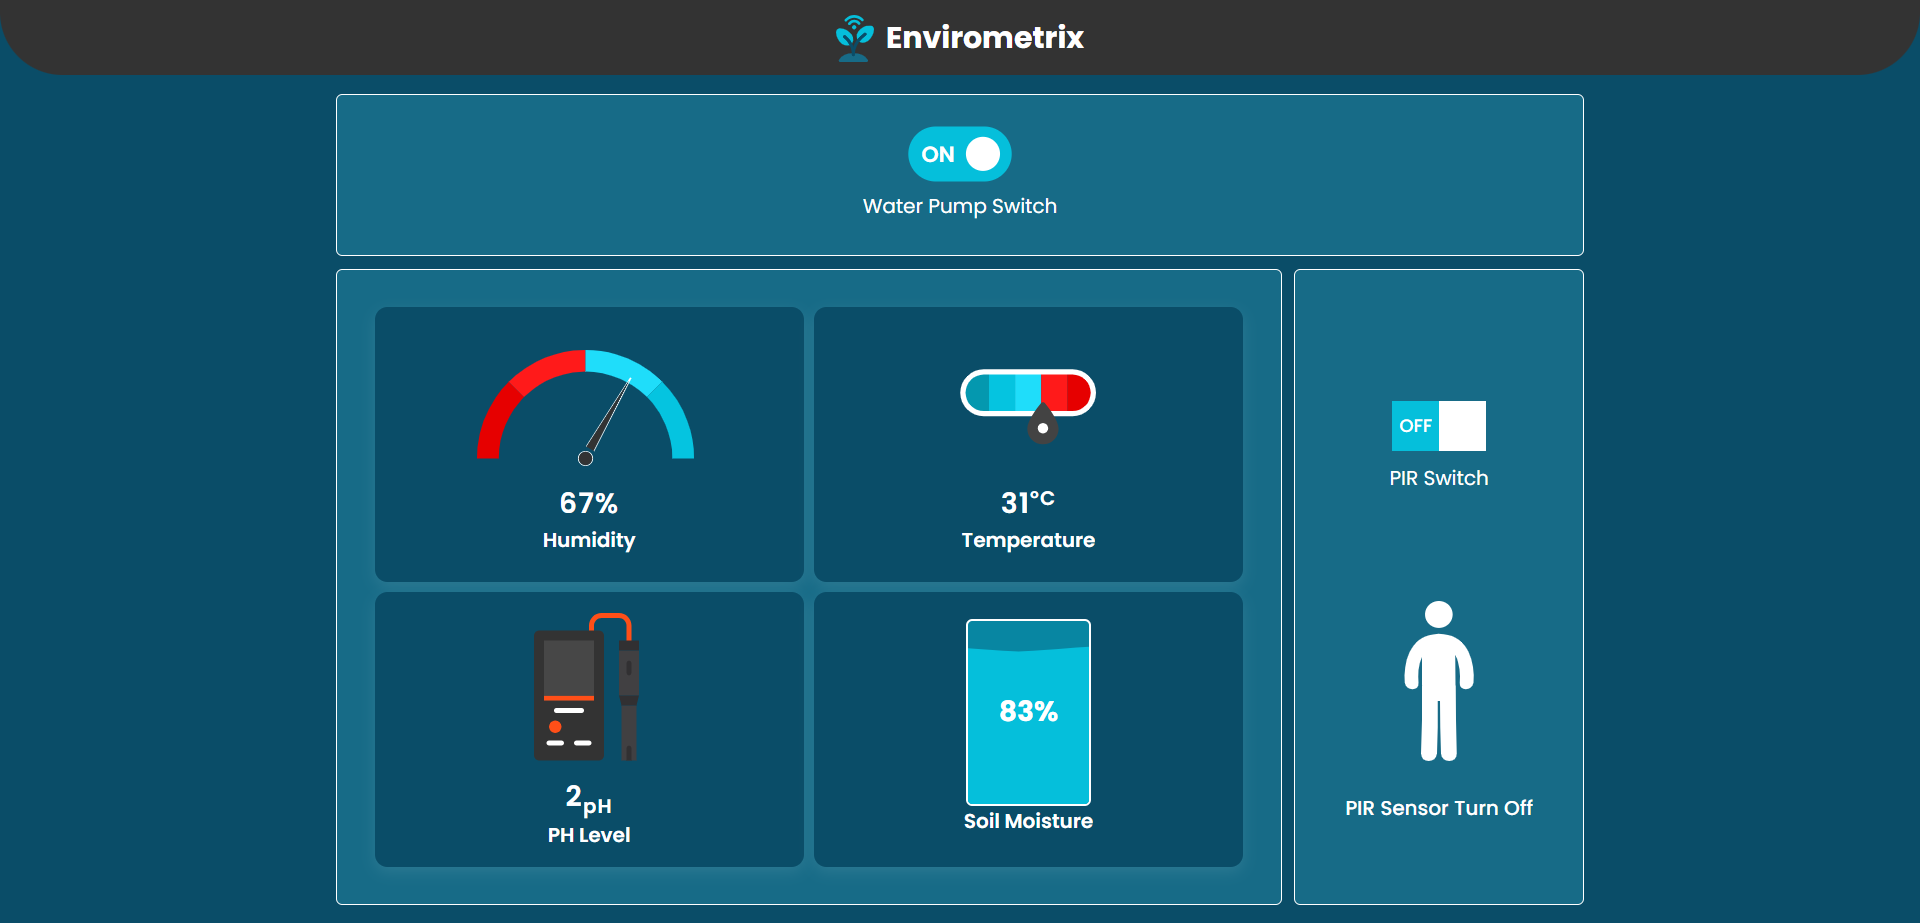 Envirometrix
ON
Water Pump Switch
67%
Humidity
31°C
Temperature
OFF
PIR Switch
2pH
PH Level
83%
Soil Moisture
PIR Sensor Turn Off